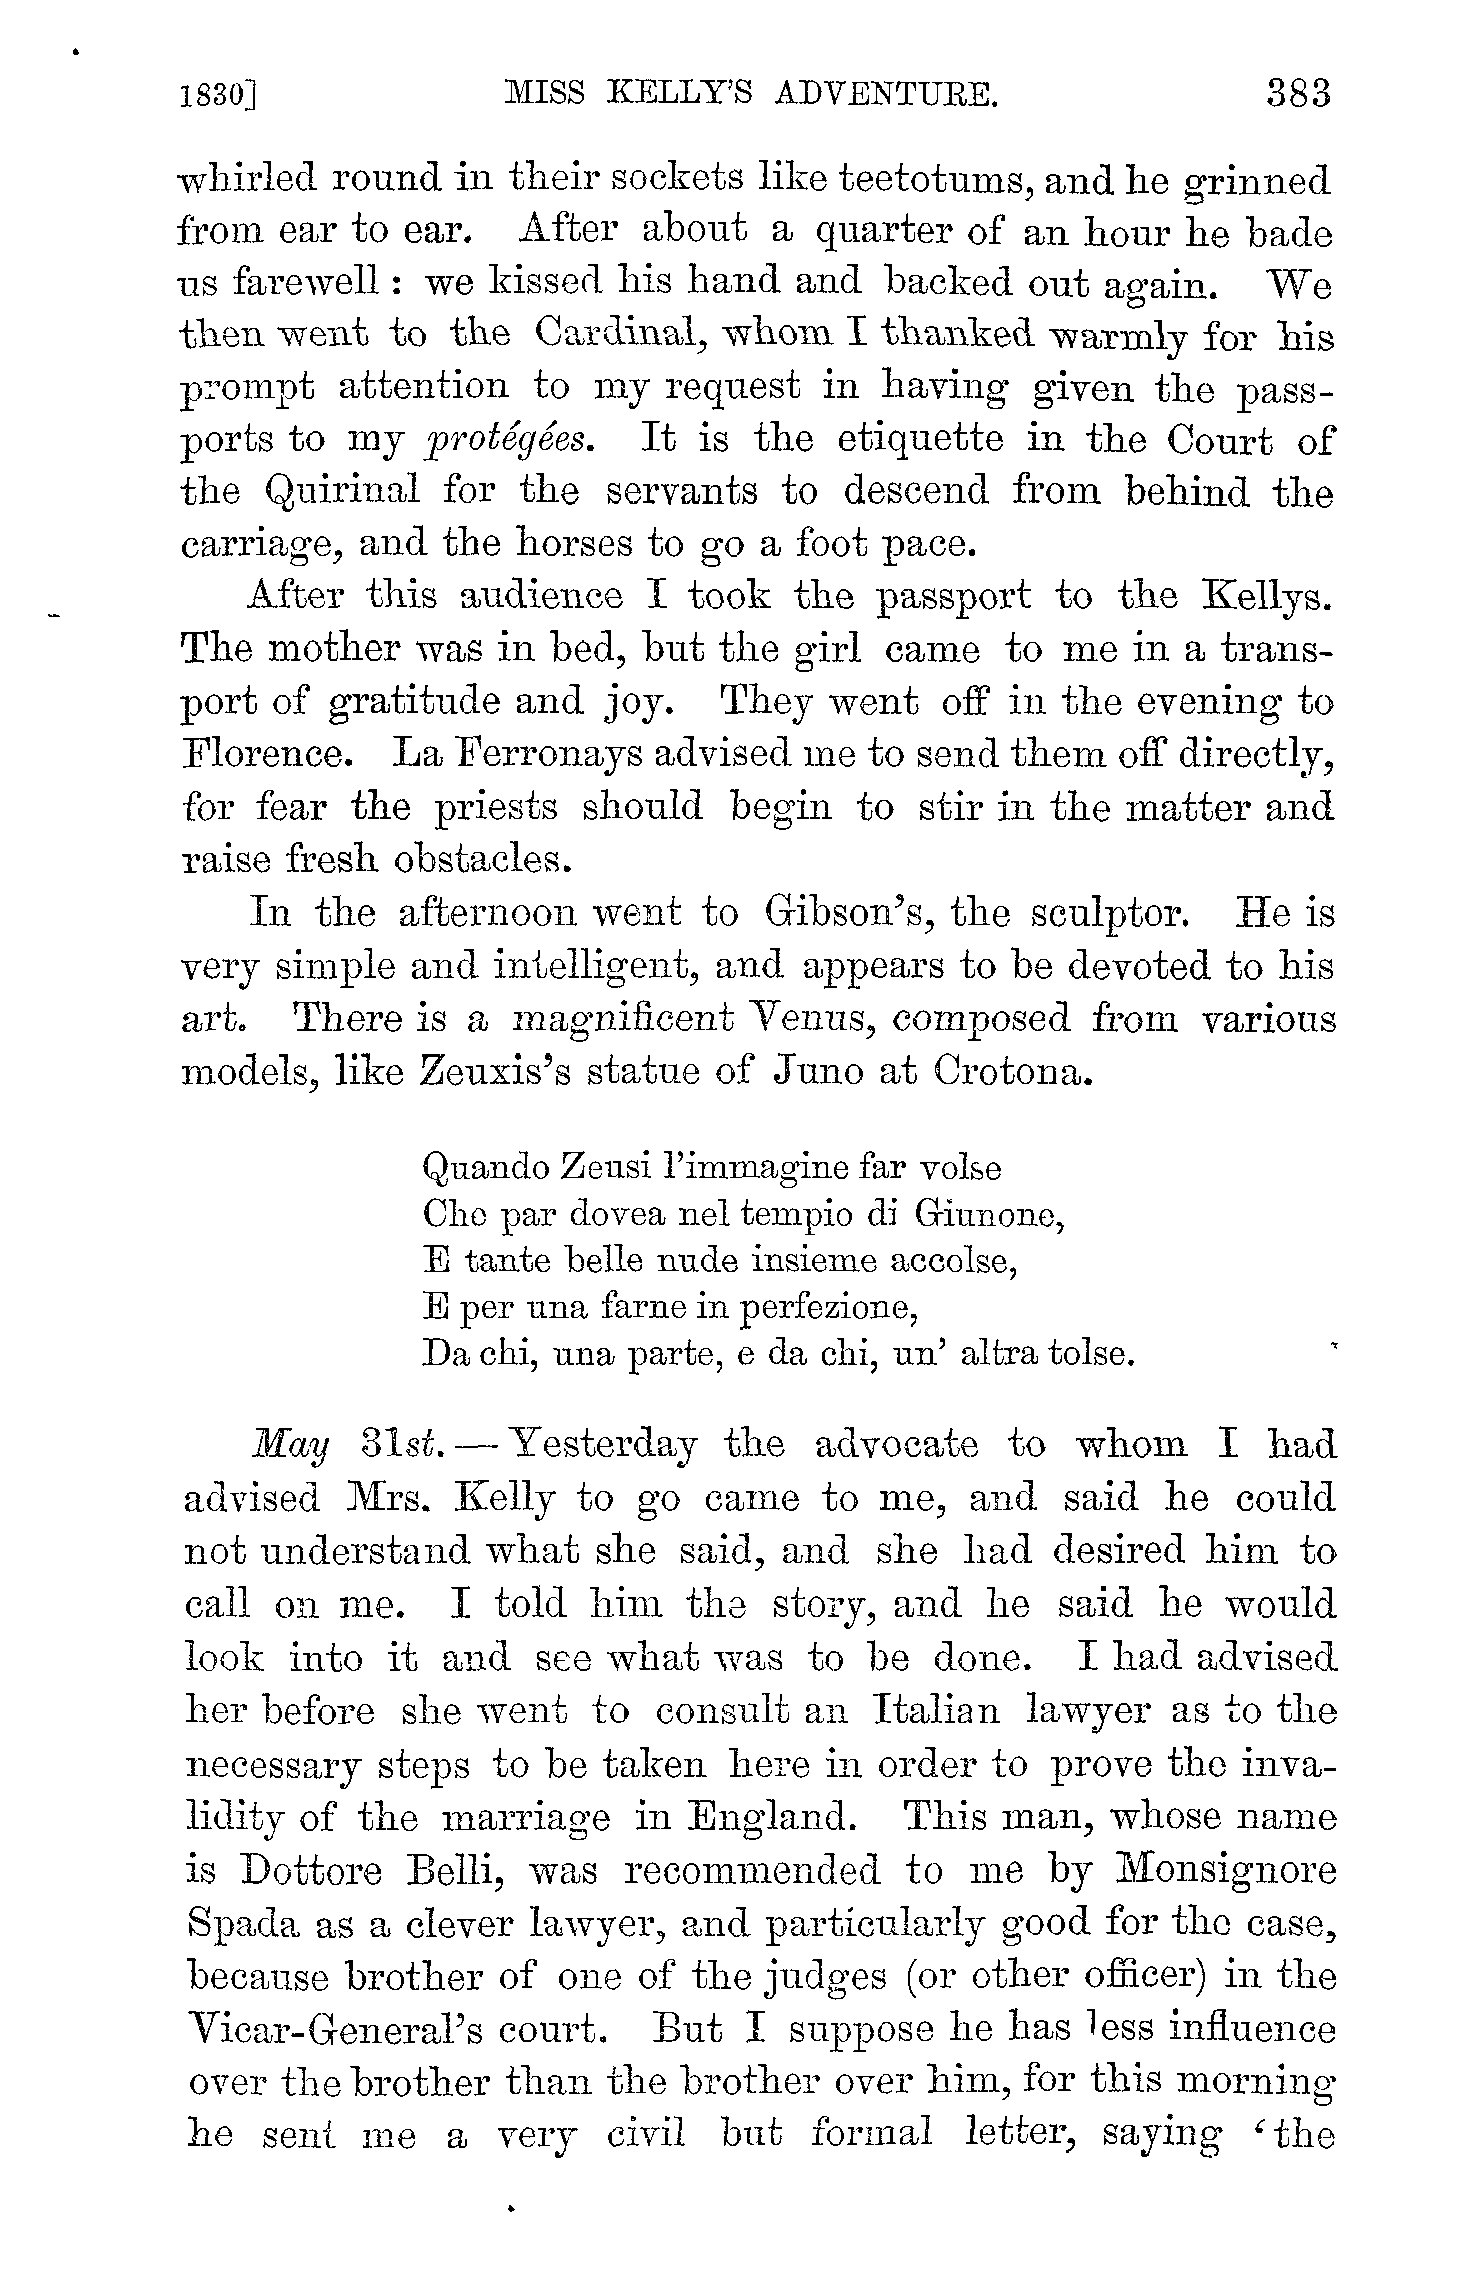 1830] MISS KELLY'S ADVENTURE. 383
whirled round in their sockets like teetotums, and he grinned
from ear to ear. After about a quarter of an hour he bade
us farewell : we kissed his hand and backed out again. We
then went to the Cardinal, whom I thanked warmly for his
prompt attention to my request in having given the pass-
ports to my protégées. It is the etiquette in the Court of
the Quirinal for the servants to descend from behind the
carriage, and the horses to go a foot pace.
After this audience I took the passport to the Kellys.
The mother was in bed, but the girl came to me in a trans-
port of gratitude and joy. They went off in the evening to
Florence. La Ferronays advised me to send them off directly,
for fear the priests should begin to stir in the matter and
raise fresh obstacles.
In the afternoon went to Gibson's, the sculptor. He is
very simple and intelligent, and appears to be devoted to his
art. There is a magnificent Venus, composed from various
models, like Zeuxis's statue of Juno at Crotona.
Quando Zeusi l'immagine far volse
Che par dovea nel tempio di Giunone,
E tante belle nude insieme accolse,
E per una farne in perfezione,
Da chi, una parte, e da chi, un' altra tolse.
May 31st. — Yesterday the advocate to whom I had
advised Mrs. Kelly to go came to me, and said he could
not understand what she said, and she had desired him to
call on me. I told him the story, and he said he would
look into it and see what was to be done. I had advised
her before she went to consult an Italian lawyer as to the
necessary steps to be taken here in order to prove the inva-
lidity of the marriage in England. This man, whose name
is Dottore Belli, was recommended to me by Monsignore
Spada as a clever lawyer, and particularly good for the case,
because brother of one of the judges (or other officer) in the
Vicar-General's court. But I suppose he has less influence
over the brother than the brother over him, for this morning
he sent me a very civil but formal letter, saying ‘the